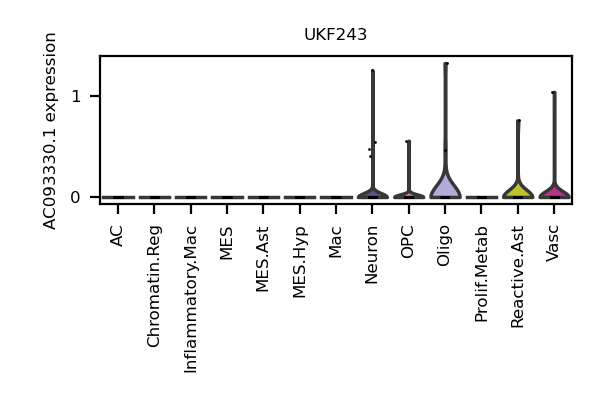 UKF243
AC093330.1 expression
1
0
AC
Chromatin.Reg
Inflammatory.Mac
MES
MES.Ast
MES.Hyp
Mac
Neuron
OPC
Oligo
Prolif.Metab
Reactive.Ast
Vasc